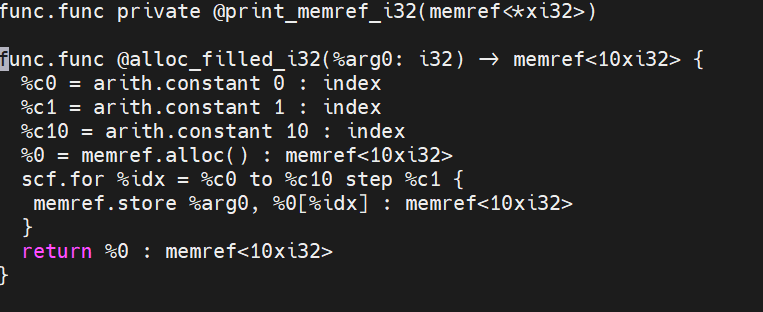 func.func private @print_memref_i32(memref<*xi32>)
func.func @alloc_filled_i32(%arg0: i32) -> memref<10xi32> {
%c0 = arith.constant 0 : index
%c1 = arith.constant 1 : index
%c10 = arith.constant 10 : index
%0 = memref.alloc() : memref<10xi32>
scf.for %idx = %c0 to %c10 step %c1 {
memref.store %arg0, %0[%idx] : memref<10xi32>
}
return %0 : memref<10xi32>
}